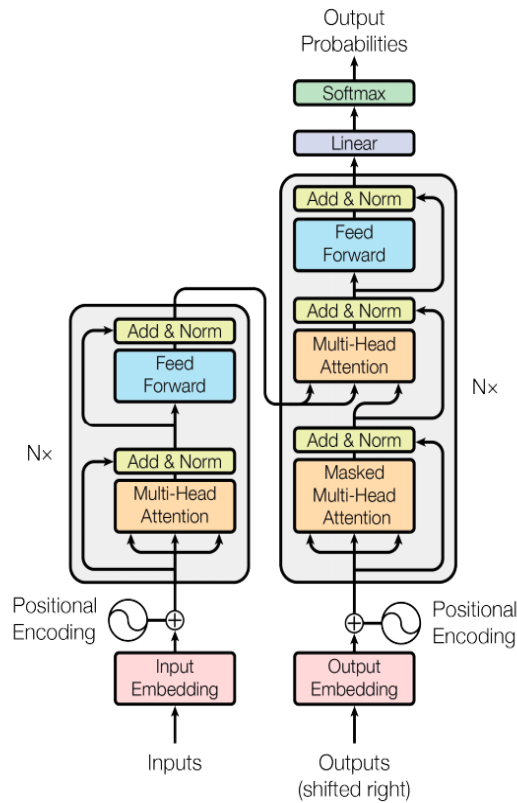 Output
Probabilities
Softmax
Linear
Add & Norm
Feed
Forward
Add & Norm
Multi-Head
Attention
Add & Norm
Masked
Multi-Head
Attention
N×
Positional
Encoding
Output
Embedding
Outputs
(shifted right)
Add & Norm
Feed
Forward
Add & Norm
Multi-Head
Attention
N×
Positional
Encoding
Input
Embedding
Inputs